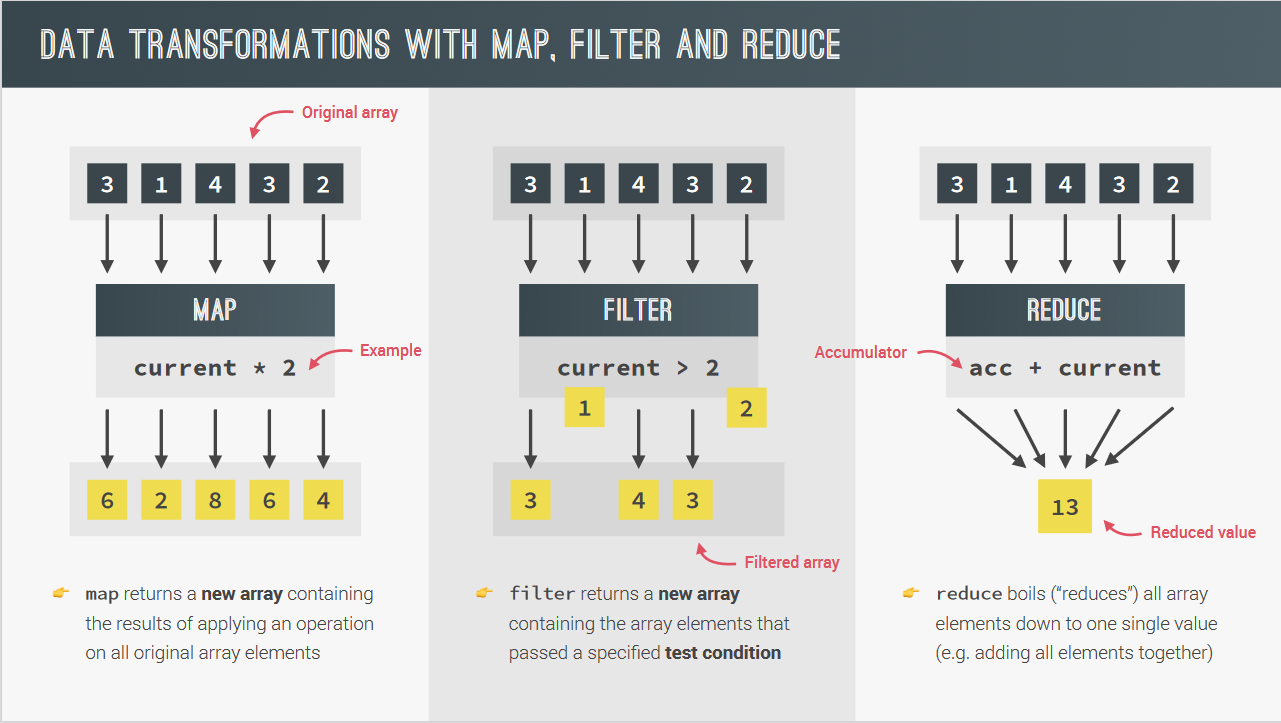 DATA TRANSFORMATIONS WITH MAP, FILTER AND REDUCE
Original array
3 1 4 3 2
MAP
current * 2
Example
6 2 8 6 4
map returns a new array containing
the results of applying an operation
on all original array elements
3 1 4 3 2
FILTER
current > 2
1 2
3 4 3
Filtered array
filter returns a new array
containing the array elements that
passed a specified test condition
3 1 4 3 2
REDUCE
Accumulator
acc + current
13
Reduced value
reduce boils (“reduces”) all array
elements down to one single value
(e.g. adding all elements together)